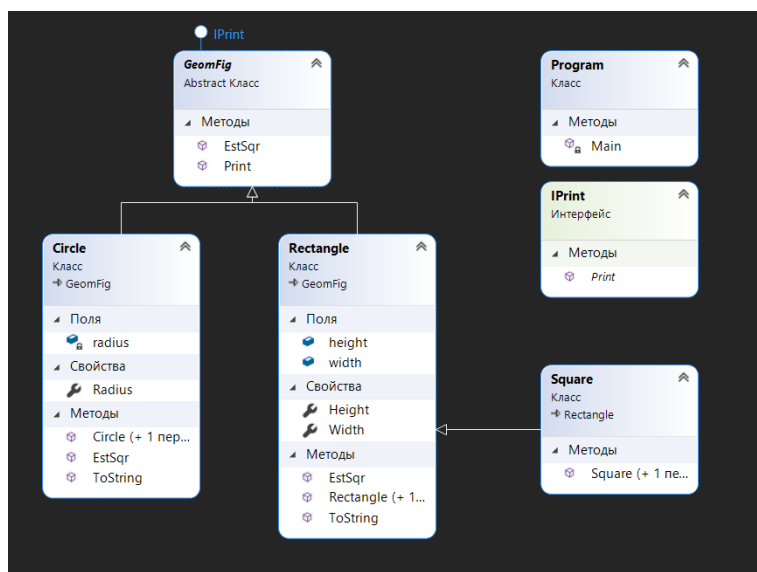 IPrint
GeomFig
Abstract Класс
Методы
EstSqr
Print
Program
Класс
Методы
Main
IPrint
Интерфейс
Методы
Print
Circle
Класс
GeomFig
Поля
radius
Свойства
Radius
Методы
Circle (+ 1 пер...
EstSqr
ToString
Rectangle
Класс
GeomFig
Поля
height
width
Свойства
Height
Width
Методы
EstSqr
Rectangle (+ 1...
ToString
Square
Класс
Rectangle
Методы
Square (+ 1 пе...